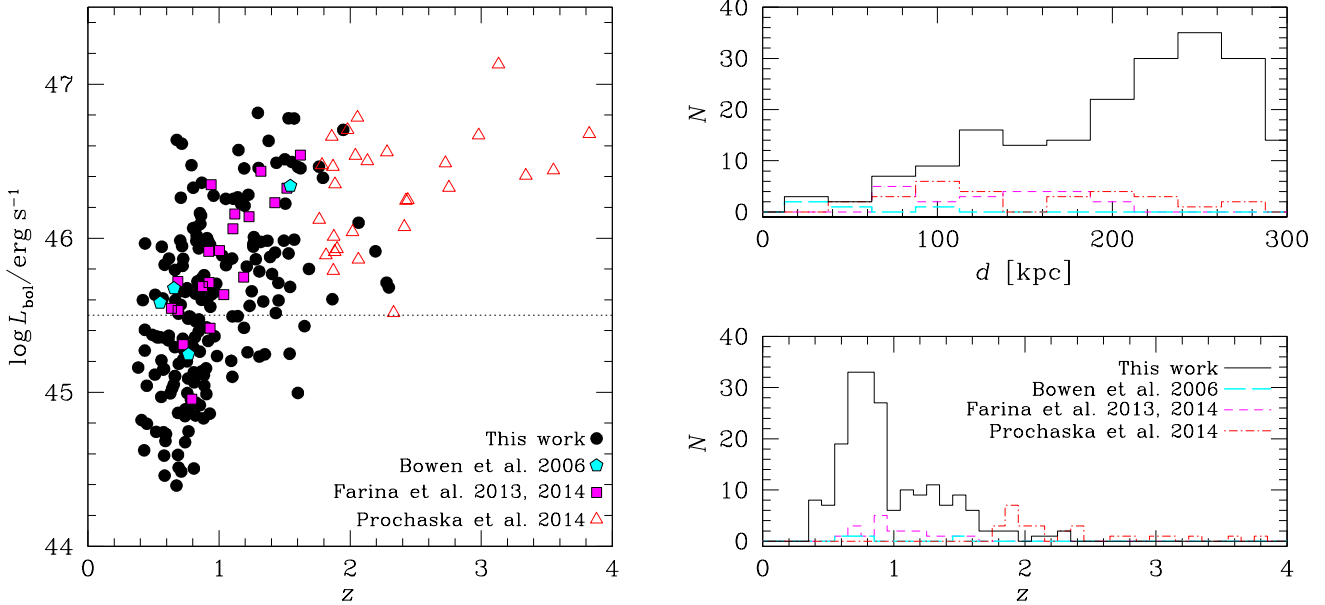 47
46
45
44
log L_bol/erg s⁻¹
0 1 2 3 4
z
This work
Bowen et al. 2006
Farina et al. 2013, 2014
Prochaska et al. 2014
40
30
20
10
0
N
0 100 200 300
d [kpc]
40
30
20
10
0
N
This work
Bowen et al. 2006
Farina et al. 2013, 2014
Prochaska et al. 2014
0 1 2 3 4
z